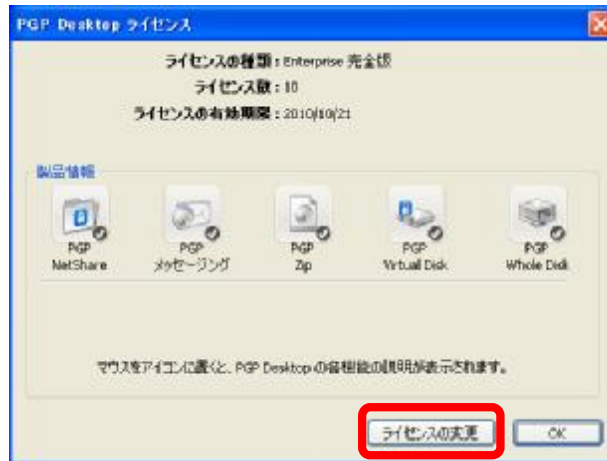 PGP Desktop ライセンス
ライセンスの種類：Enterprise 完全版
ライセンス数：10
ライセンスの有効期限：2010/10/21
製品情報
PGP NetShare
PGP メッセージング
PGP Zip
PGP Virtual Disk
PGP Whole Disk
マウスをアイコンに置くと、PGP Desktop の各機能の説明が表示されます。
ライセンスの変更
OK